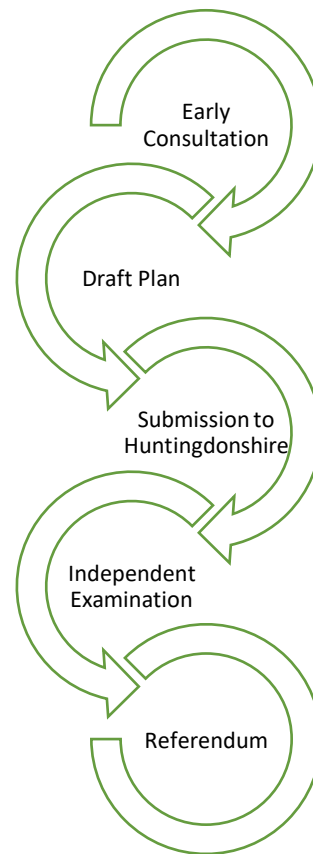 Early
Consultation
Draft Plan
Submission to
Huntingdonshire
Independent
Examination
Referendum